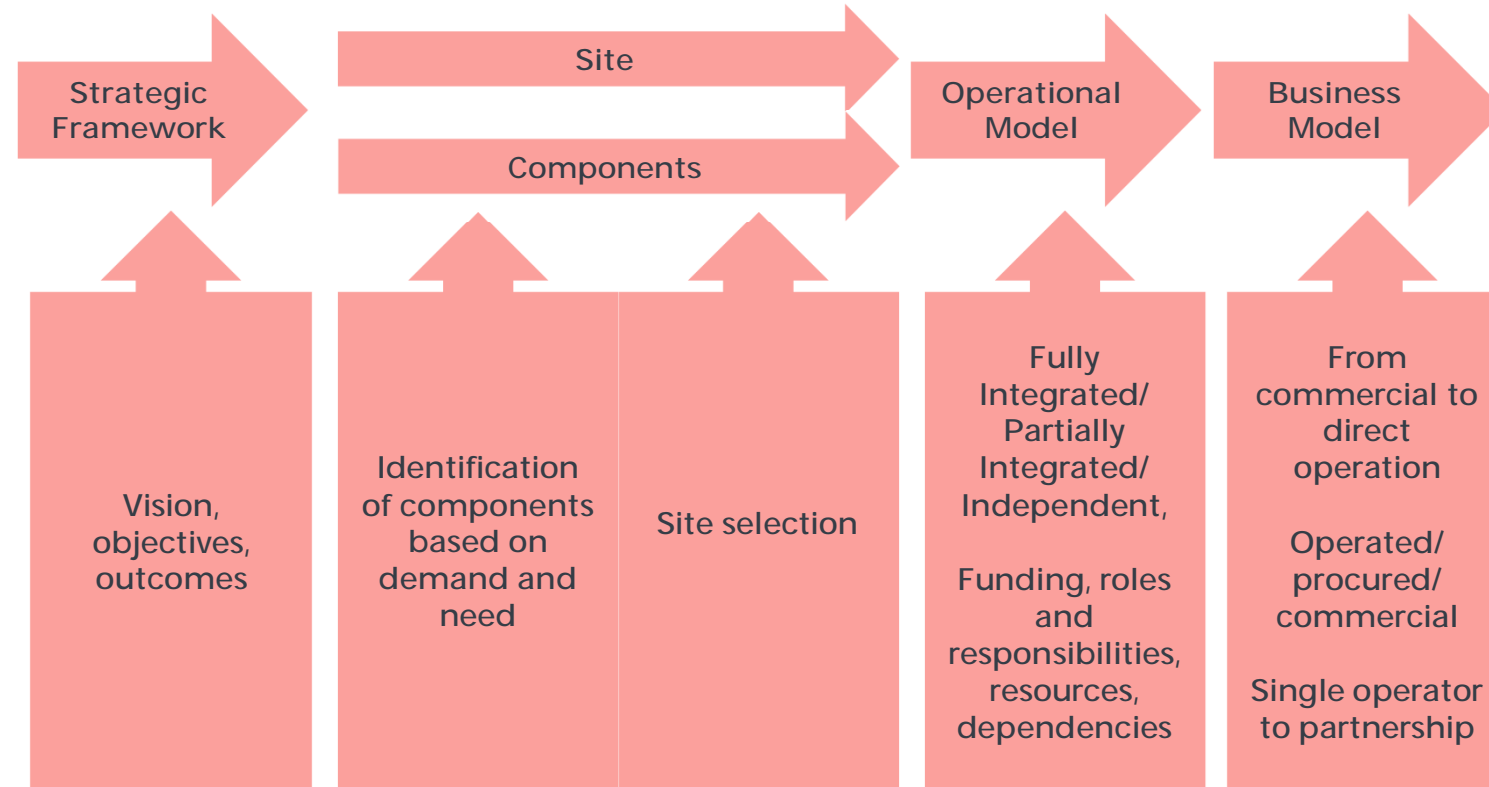 Strategic
Framework
Site
Components
Operational
Model
Business
Model
Vision,
objectives,
outcomes
Identification
of components
based on
demand and
need
Site selection
Fully
Integrated/
Partially
Integrated/
Independent,
Funding, roles
and
responsibilities,
resources,
dependencies
From
commercial to
direct
operation
Operated/
procured/
commercial
Single operator
to partnership